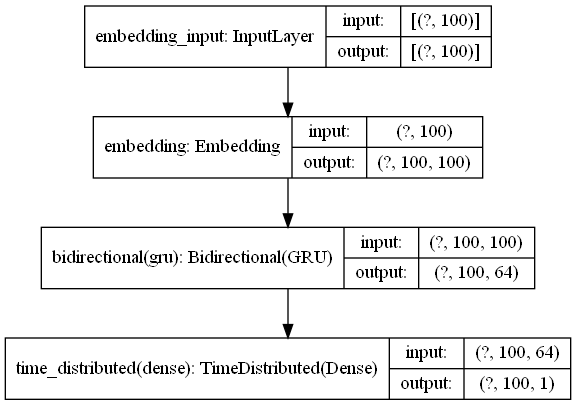 embedding_input: InputLayer
input:
[(?, 100)]
output:
[(?, 100)]
embedding: Embedding
input:
(?, 100)
output:
(?, 100, 100)
bidirectional(gru): Bidirectional(GRU)
input:
(?, 100, 100)
output:
(?, 100, 64)
time_distributed(dense): TimeDistributed(Dense)
input:
(?, 100, 64)
output:
(?, 100, 1)